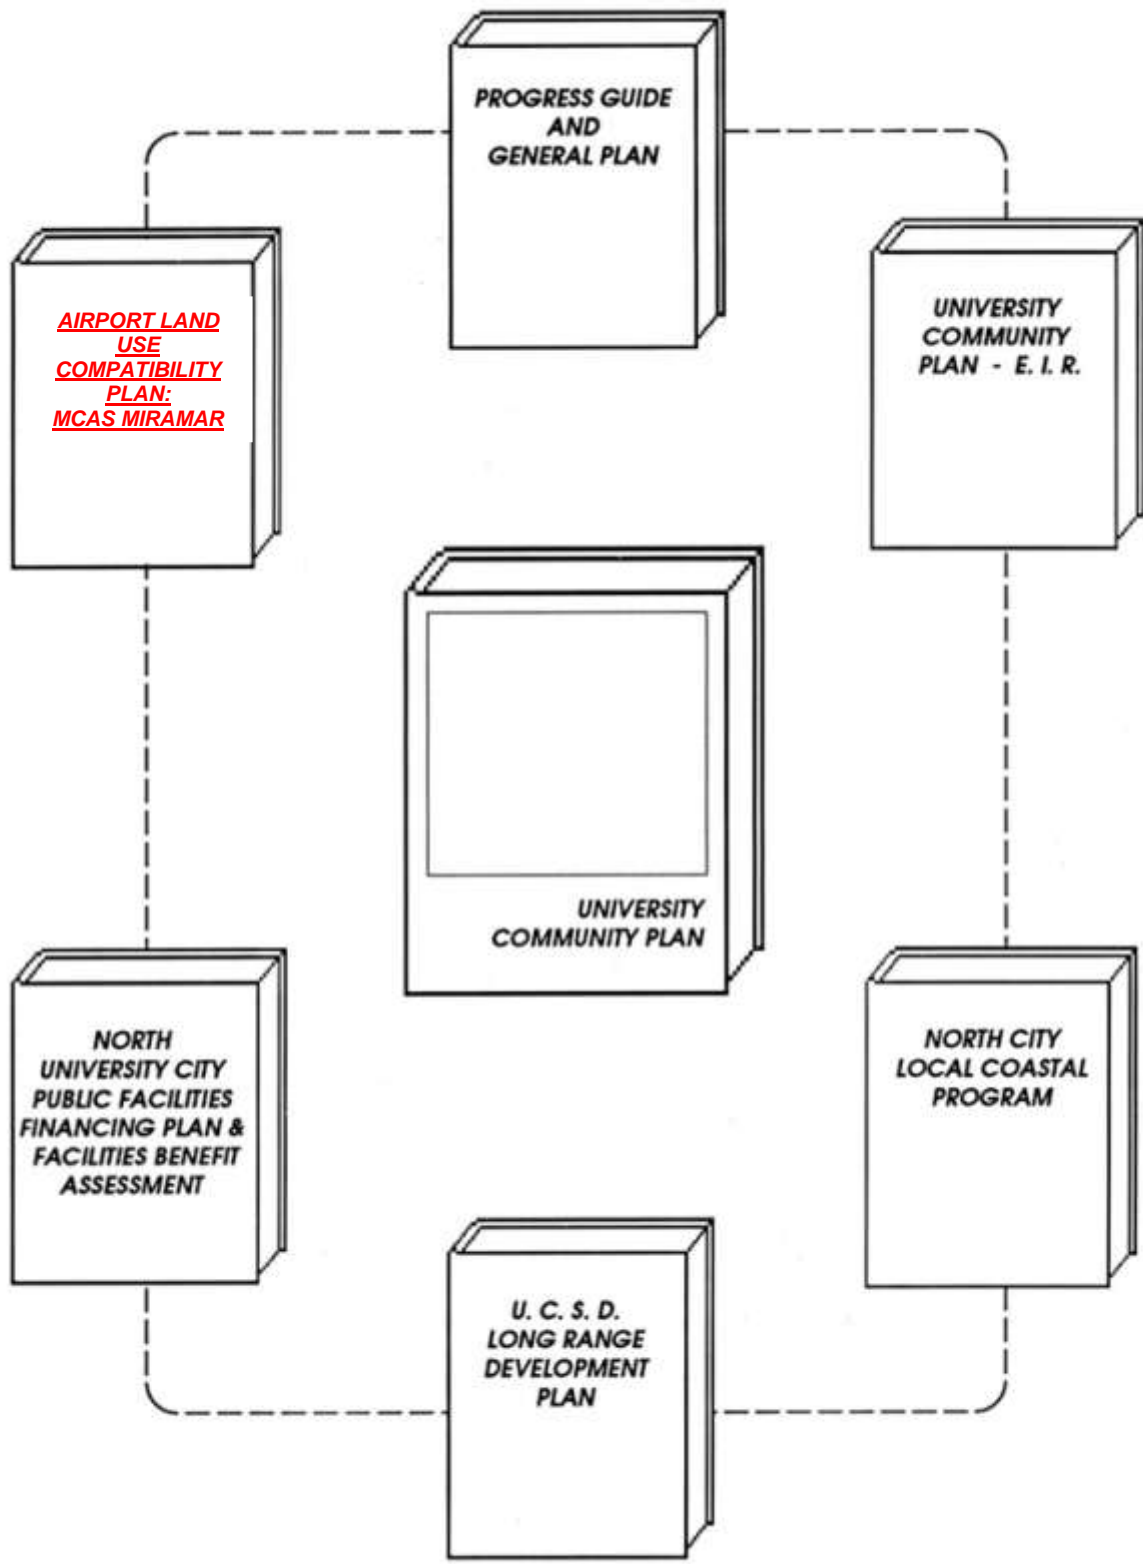 PROGRESS GUIDE
AND
GENERAL PLAN
AIRPORT LAND
USE
COMPATIBILITY
PLAN:
MCAS MIRAMAR
UNIVERSITY
COMMUNITY
PLAN - E. I. R.
UNIVERSITY
COMMUNITY PLAN
NORTH
UNIVERSITY CITY
PUBLIC FACILITIES
FINANCING PLAN &
FACILITIES BENEFIT
ASSESSMENT
NORTH CITY
LOCAL COASTAL
PROGRAM
U. C. S. D.
LONG RANGE
DEVELOPMENT
PLAN